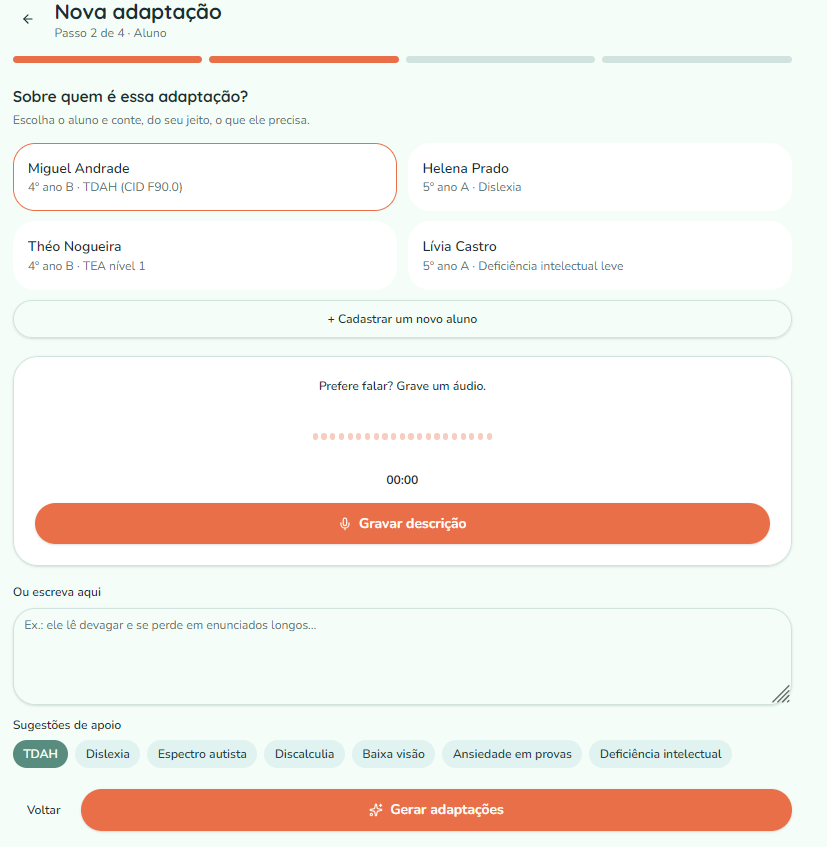 Nova adaptação
Passo 2 de 4 · Aluno
Sobre quem é essa adaptação?
Escolha o aluno e conte, do seu jeito, o que ele precisa.
Miguel Andrade
4º ano B · TDAH (CID F90.0)
Helena Prado
5º ano A · Dislexia
Théo Nogueira
4º ano B · TEA nível 1
Lívia Castro
5º ano A · Deficiência intelectual leve
+ Cadastrar um novo aluno
Prefere falar? Grave um áudio.
00:00
Gravar descrição
Ou escreva aqui
Ex.: ele lê devagar e se perde em enunciados longos...
Sugestões de apoio
TDAH
Dislexia
Espectro autista
Discalculia
Baixa visão
Ansiedade em provas
Deficiência intelectual
Voltar
Gerar adaptações